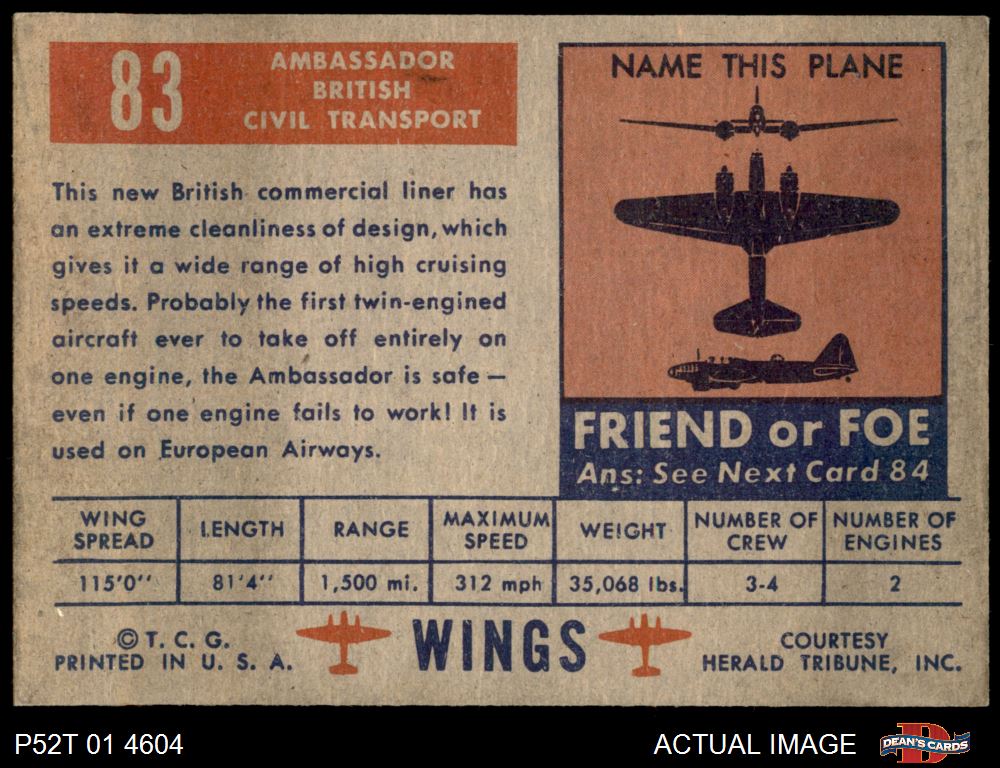 83
AMBASSADOR
BRITISH
CIVIL TRANSPORT
This new British commercial liner has
an extreme cleanliness of design, which
gives it a wide range of high cruising
speeds. Probably the first twin-engined
aircraft ever to take off entirely on
one engine, the Ambassador is safe —
even if one engine fails to work! It is
used on European Airways.
NAME THIS PLANE
FRIEND or FOE
Ans: See Next Card 84
WING SPREAD
LENGTH
RANGE
MAXIMUM SPEED
WEIGHT
NUMBER OF CREW
NUMBER OF ENGINES
115'0''
81'4''
1,500 mi.
312 mph
35,068 lbs.
3-4
2
© T. C. G.
PRINTED IN U. S. A.
WINGS
COURTESY
HERALD TRIBUNE, INC.
P52T 01 4604
ACTUAL IMAGE
DEAN'S CARDS